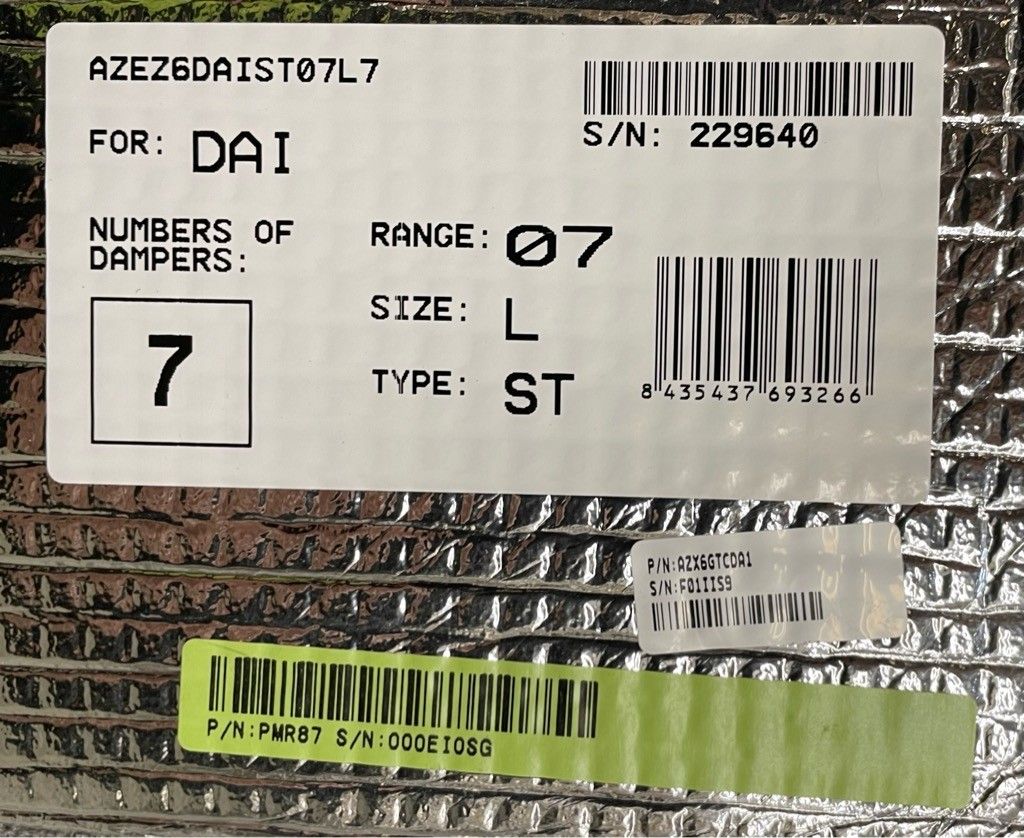 AZEZ6DAIST07L7
S/N: 229640
FOR: DAI
NUMBERS OF
DAMPERS:
7
RANGE: 07
SIZE: L
TYPE: ST
8 435437 693266
P/N:AZX6GTCDA1
S/N:F01IIS9
P/N:PMR87 S/N:000EI0SG